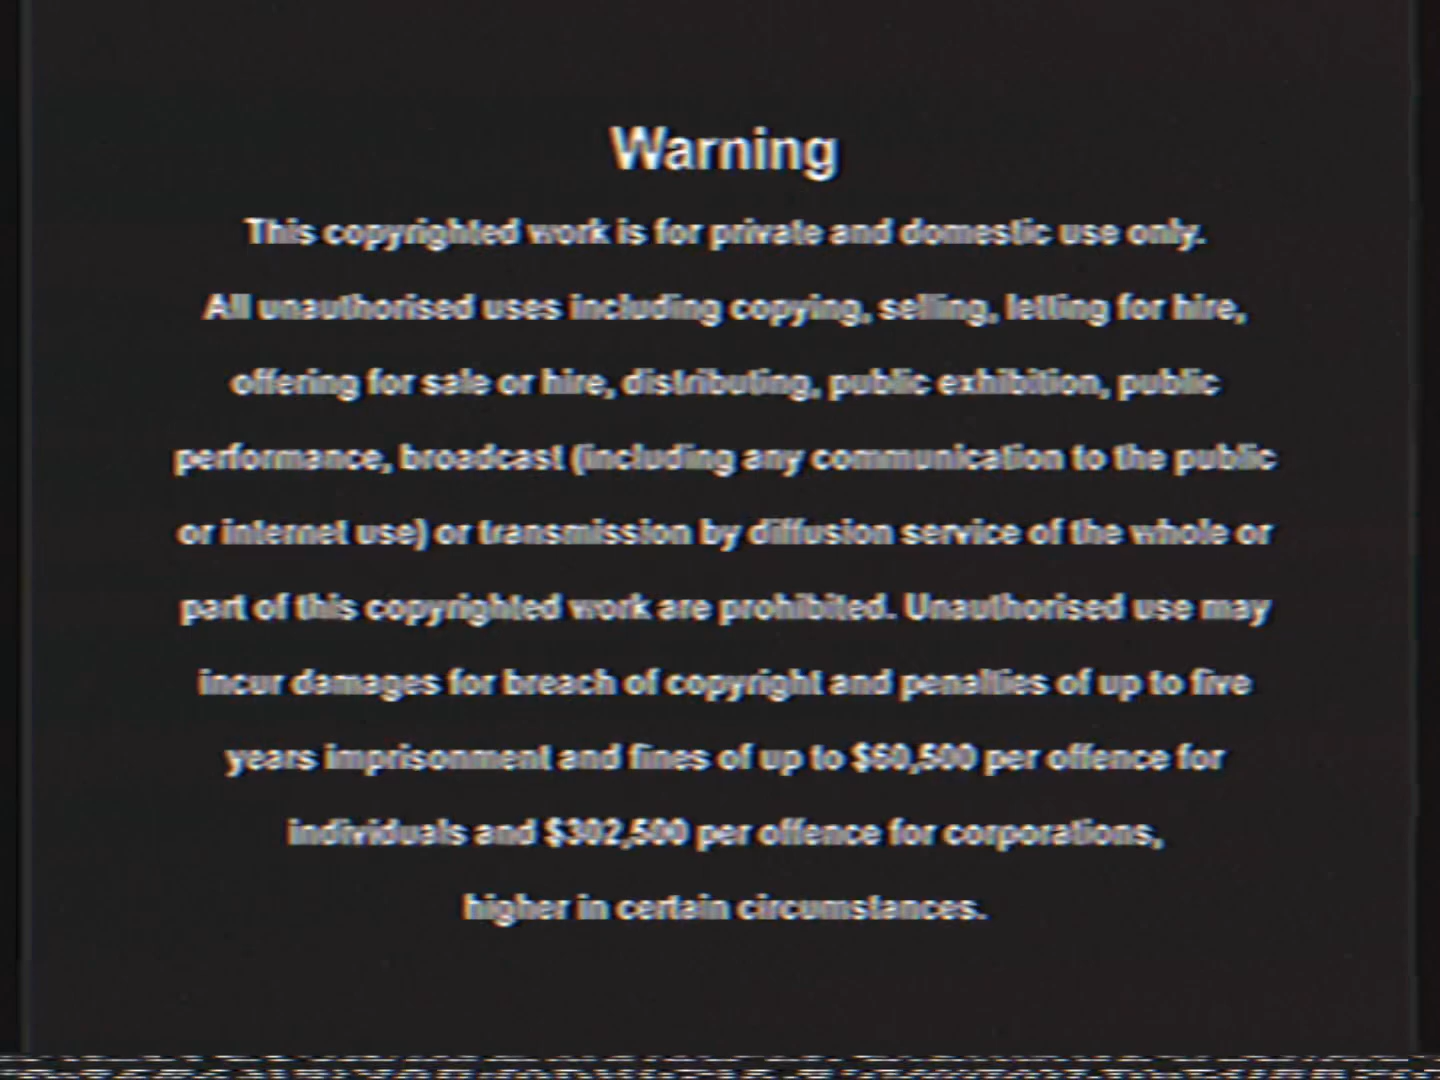 Warning
This copyrighted work is for private and domestic use only.
All unauthorised uses including copying, selling, letting for hire,
offering for sale or hire, distributing, public exhibition, public
performance, broadcast (including any communication to the public
or internet use) or transmission by diffusion service of the whole or
part of this copyrighted work are prohibited. Unauthorised use may
incur damages for breach of copyright and penalties of up to five
years imprisonment and fines of up to $60,500 per offence for
individuals and $302,500 per offence for corporations,
higher in certain circumstances.